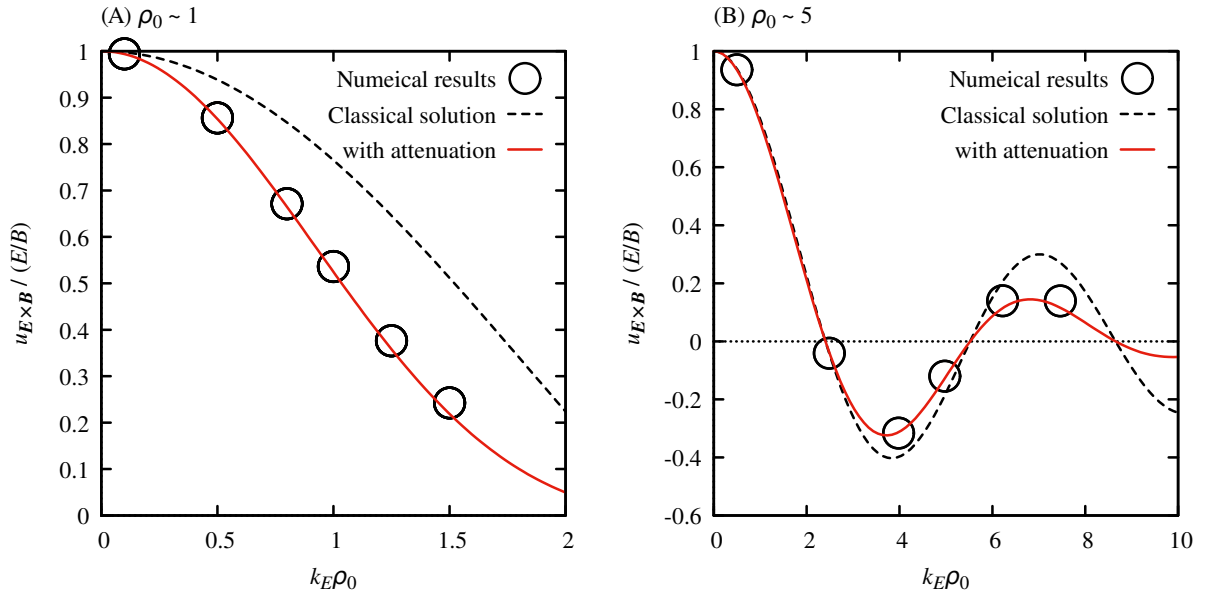 (A) ρ0 ~ 1
1
0.9
0.8
0.7
0.6
0.5
0.4
0.3
0.2
0.1
0
0
0.5
1
1.5
2
uE×B / (E/B)
kEρ0
Numeical results
Classical solution
with attenuation
(B) ρ0 ~ 5
1
0.8
0.6
0.4
0.2
0
-0.2
-0.4
-0.6
0
2
4
6
8
10
uE×B / (E/B)
kEρ0
Numeical results
Classical solution
with attenuation